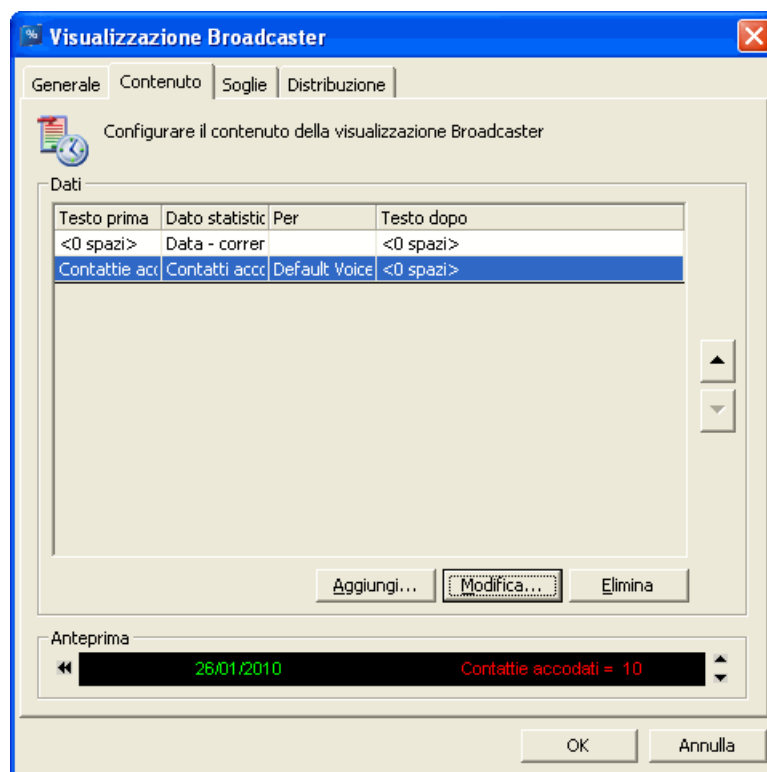 Visualizzazione Broadcaster
Generale Contenuto Soglie Distribuzione
Configurare il contenuto della visualizzazione Broadcaster
Dati
Testo prima Dato statistic Per Testo dopo
<0 spazi> Data - correr <0 spazi>
Contattie acc Contatti acco Default Voice <0 spazi>
Aggiungi... Modifica... Elimina
Anteprima
26/01/2010 Contattie accodati = 10
OK Annulla